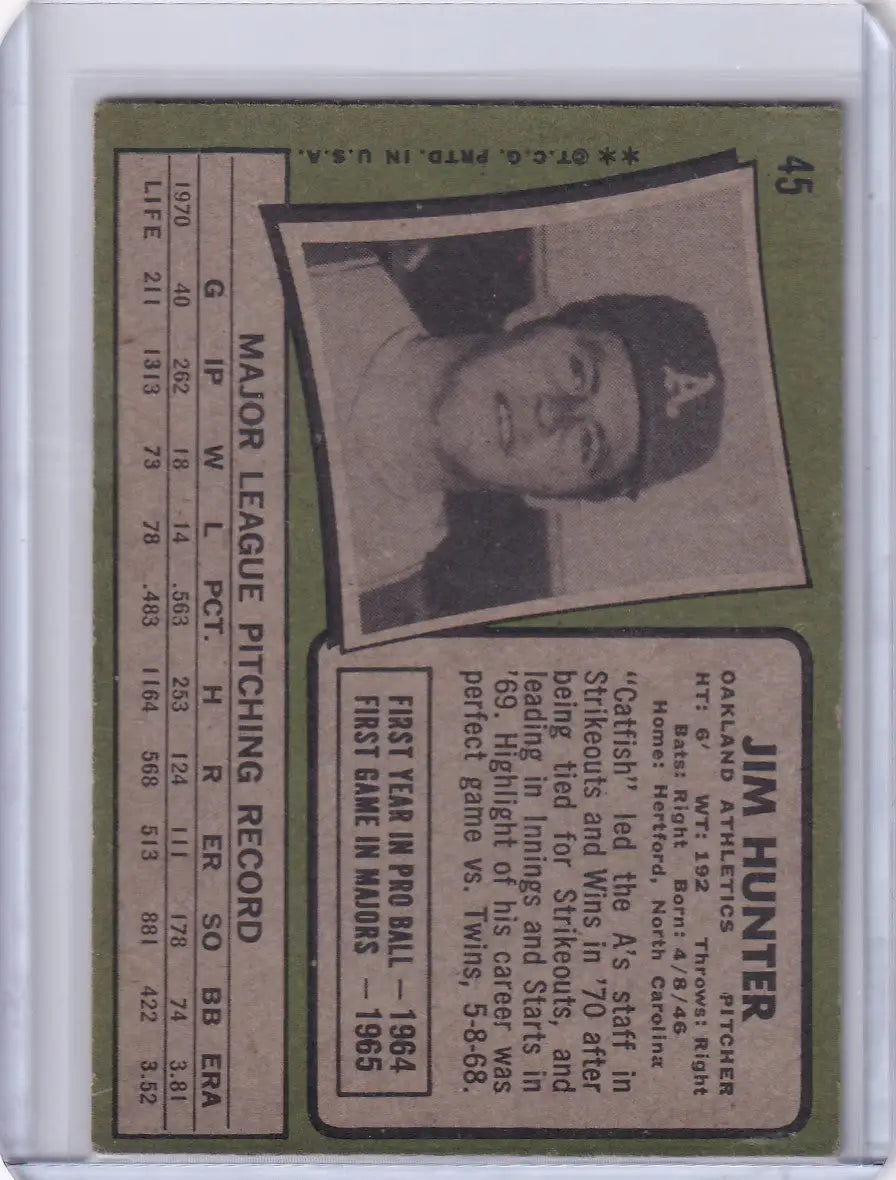 45
** ©T.C.G. PRTD. IN U.S.A.
A
JIM HUNTER
OAKLAND ATHLETICS PITCHER
HT: 6' WT: 192 Throws: Right
Bats: Right Born: 4/8/46
Home: Hertford, North Carolina
"Catfish" led the A's staff in
Strikeouts and Wins in '70 after
being tied for Strikeouts, and
leading in Innings and Starts in
'69. Highlight of his career was
perfect game vs. Twins, 5-8-68.
FIRST YEAR IN PRO BALL — 1964
FIRST GAME IN MAJORS — 1965
MAJOR LEAGUE PITCHING RECORD
G IP W L PCT. H R ER SO BB ERA
1970 40 262 18 14 .563 253 124 111 178 74 3.81
LIFE 211 1313 73 78 .483 1164 568 513 881 422 3.52